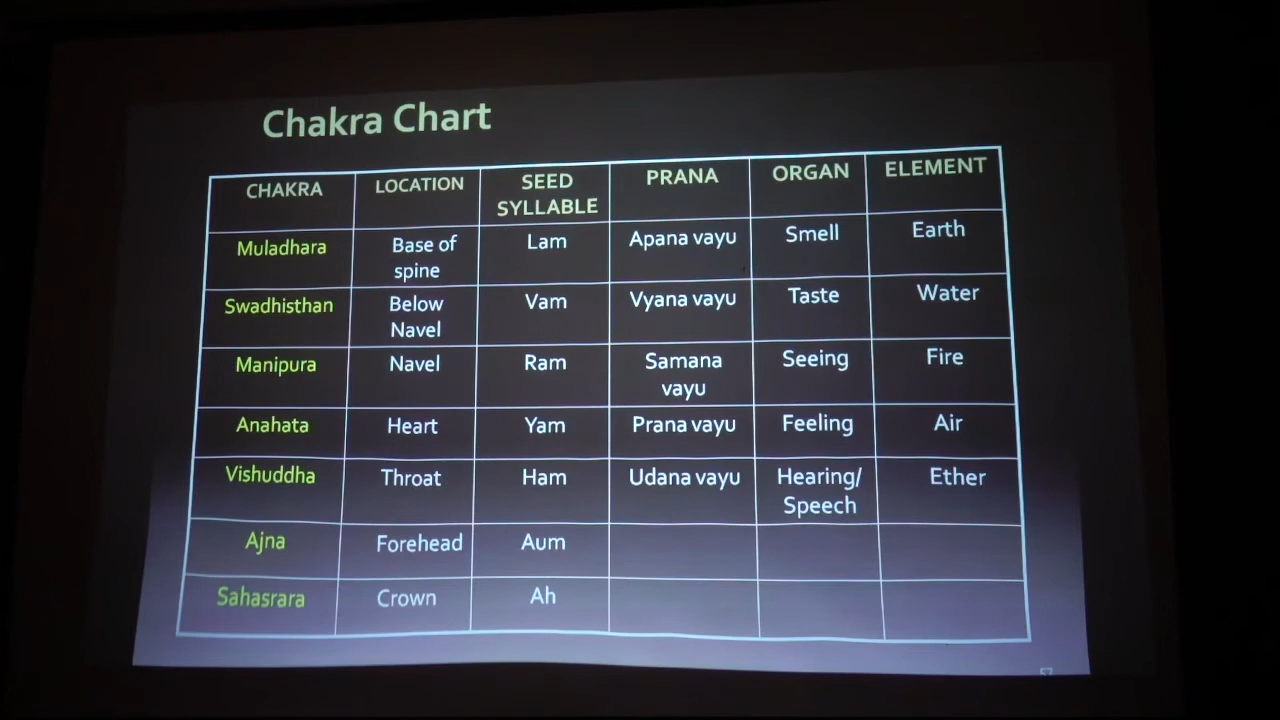 Chakra Chart
CHAKRA LOCATION SEED SYLLABLE PRANA ORGAN ELEMENT
Muladhara Base of spine Lam Apana vayu Smell Earth
Swadhisthan Below Navel Vam Vyana vayu Taste Water
Manipura Navel Ram Samana vayu Seeing Fire
Anahata Heart Yam Prana vayu Feeling Air
Vishuddha Throat Ham Udana vayu Hearing/ Speech Ether
Ajna Forehead Aum
Sahasrara Crown Ah